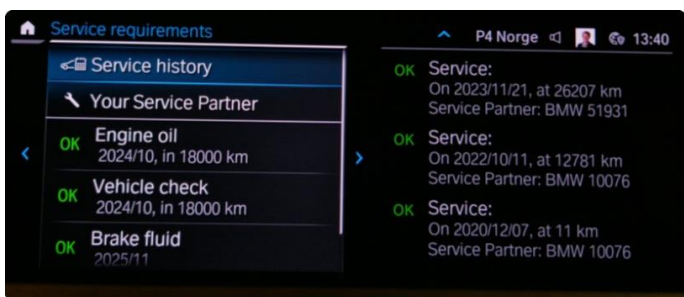 Service requirements
P4 Norge
13:40
Service history
Your Service Partner
OK Engine oil
2024/10, in 18000 km
OK Vehicle check
2024/10, in 18000 km
OK Brake fluid
2025/11
OK Service:
On 2023/11/21, at 26207 km
Service Partner: BMW 51931
OK Service:
On 2022/10/11, at 12781 km
Service Partner: BMW 10076
OK Service:
On 2020/12/07, at 11 km
Service Partner: BMW 10076